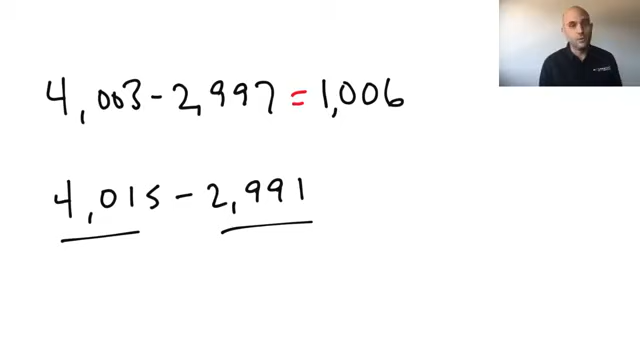 4,003 - 2,997 = 1,006
4,015 - 2,991